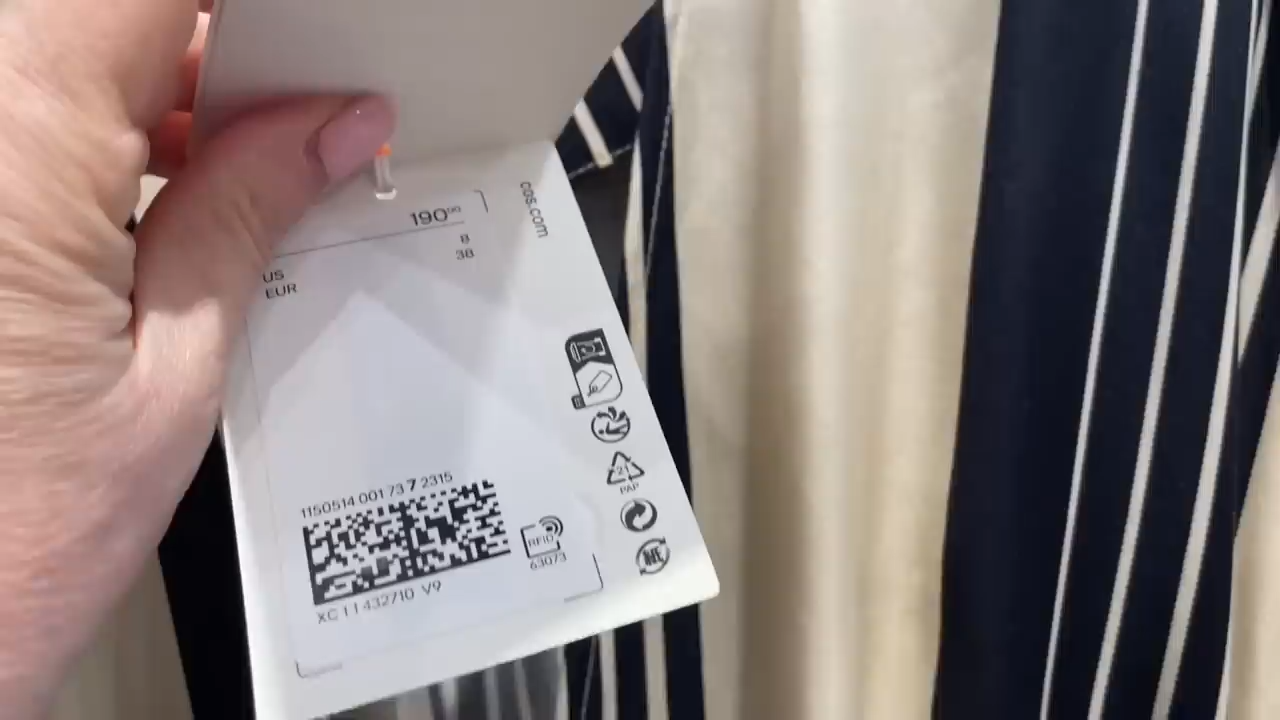 cos.com
190⁰⁰
US 8
EUR 38
21
PAP
1150514 001 73 7 2315
RFID
63073
XC 11 432710 V9